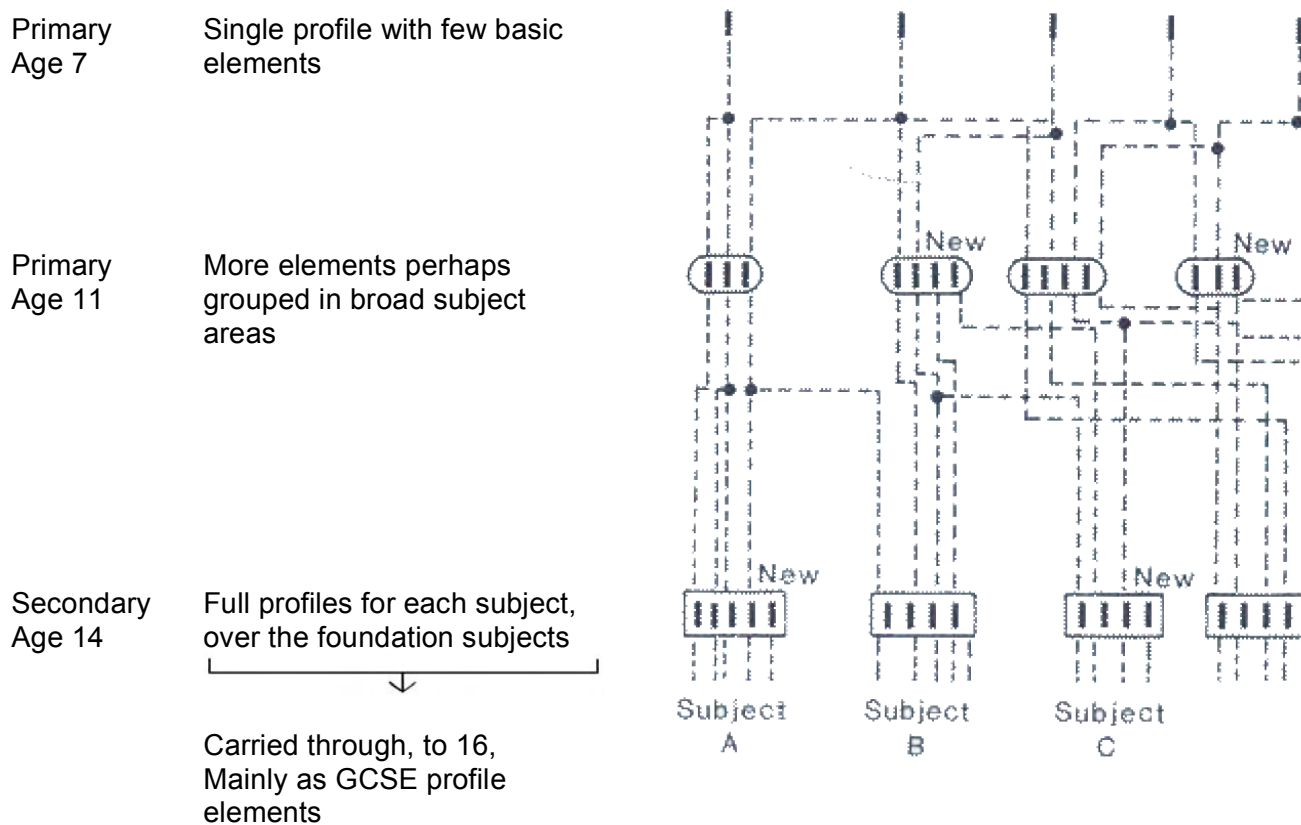 Primary
Age 7
Single profile with few basic
elements
New
New
Primary
Age 11
More elements perhaps
grouped in broad subject
areas
New
New
Secondary
Age 14
Full profiles for each subject,
over the foundation subjects
Subject
A
Subject
B
Subject
C
Carried through, to 16,
Mainly as GCSE profile
elements